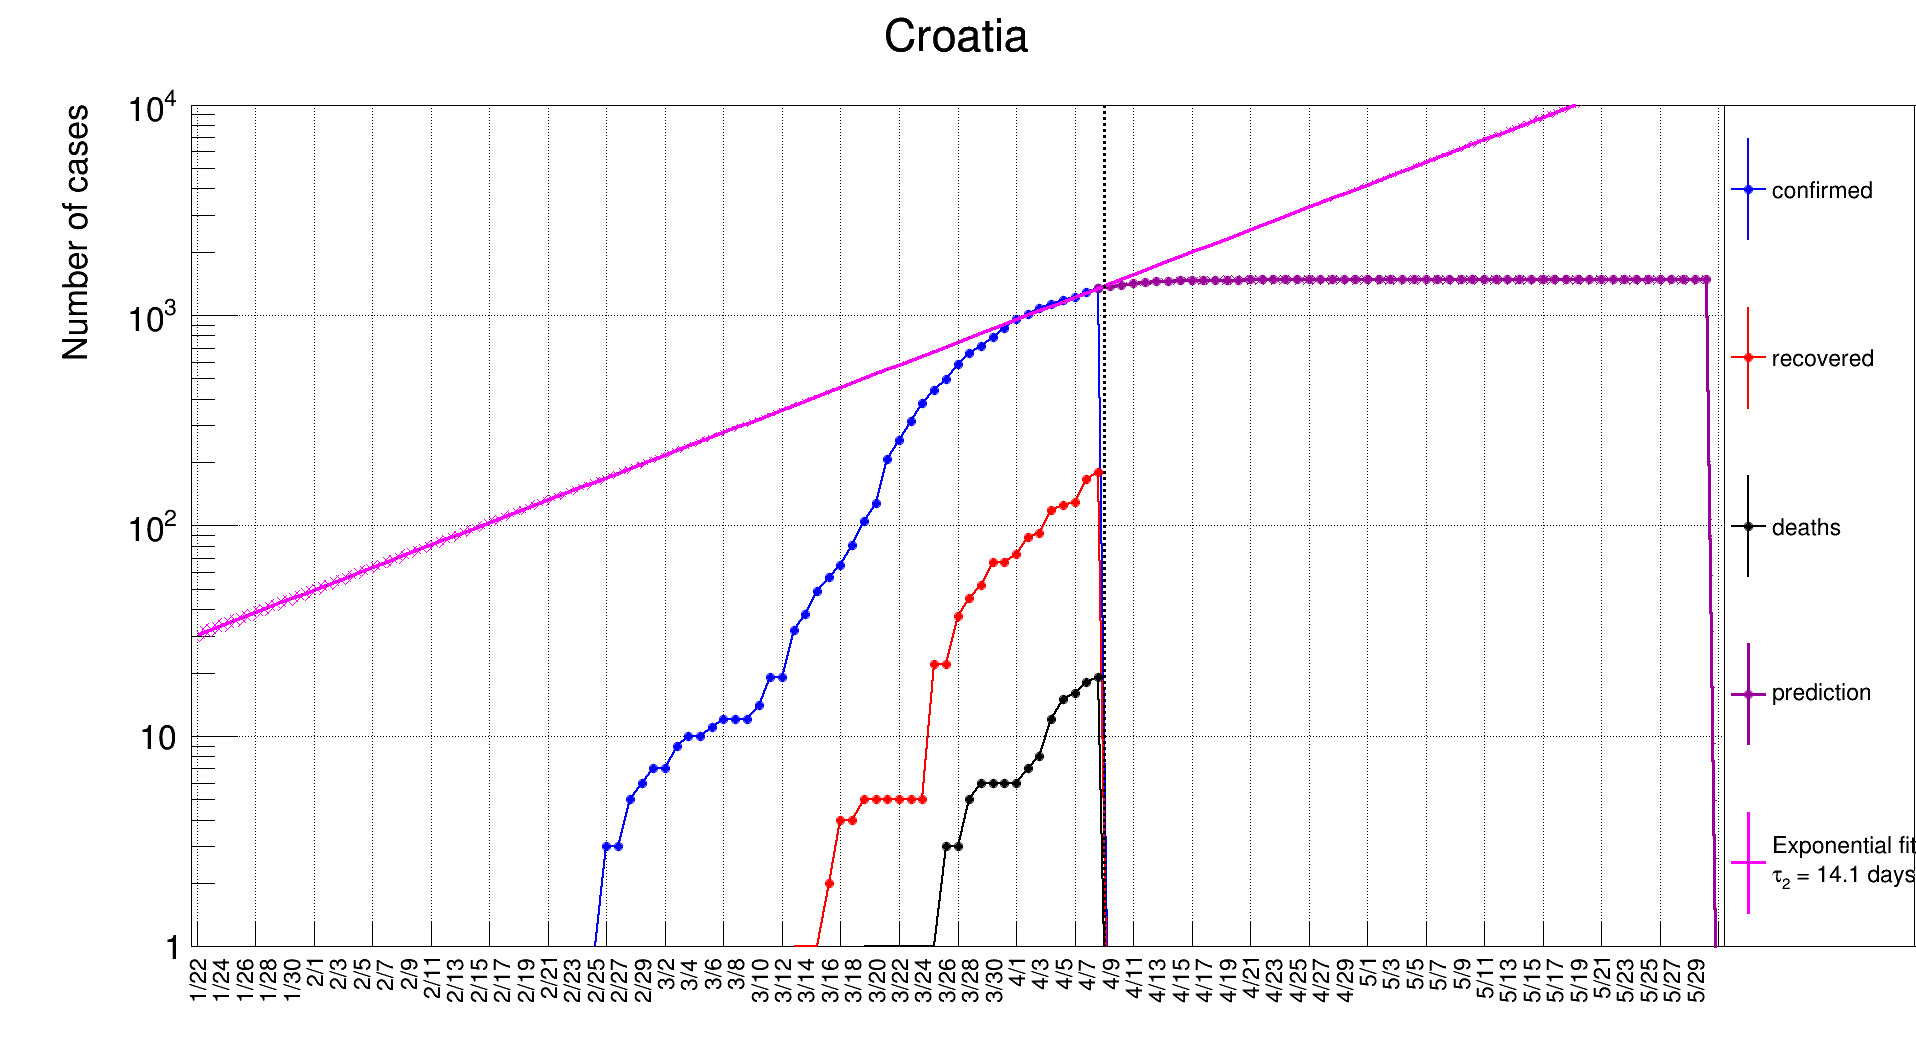 Croatia
Number of cases
10^4
10^3
10^2
10
1
1/22 1/24 1/26 1/28 1/30 2/1 2/3 2/5 2/7 2/9 2/11 2/13 2/15 2/17 2/19 2/21 2/23 2/25 2/27 2/29 3/2 3/4 3/6 3/8 3/10 3/12 3/14 3/16 3/18 3/20 3/22 3/24 3/26 3/28 3/30 4/1 4/3 4/5 4/7 4/9 4/11 4/13 4/15 4/17 4/19 4/21 4/23 4/25 4/27 4/29 5/1 5/3 5/5 5/7 5/9 5/11 5/13 5/15 5/17 5/19 5/21 5/23 5/25 5/27 5/29
confirmed
recovered
deaths
prediction
Exponential fit
τ₂ = 14.1 days